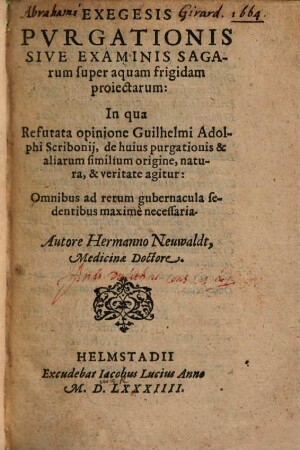 Abrahami Girard. 1664.
EXEGESIS
PVRGATIONIS
SIVE EXAMINIS SAGA-
rum super aquam frigidam
proiectarum:
In qua
Refutata opinione Guilhelmi Adol-
phi Scribonij, de huius purgationis &
aliarum similium origine, natu-
ra, & veritate agitur:
Omnibus ad rerum gubernacula se-
dentibus maximè necessaria.
Autore Hermanno Neuwaldt,
Medicinæ Doctore.
HELMSTADII
Excudebat Iacobus Lucius Anno
M. D. LXXXIIII.